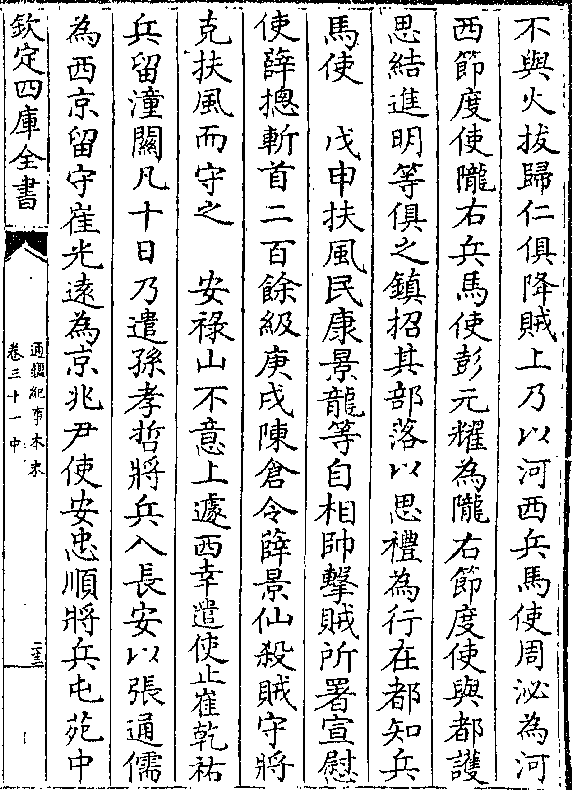 不與火拔歸仁俱降賊上乃以河西兵馬使周泌為河
西節度使隴右兵馬使彭元耀為隴右節度使與都護
思結進明等俱之鎮招其部落以思禮為行在都知兵
馬使　戊申扶風民康景龍等自相帥擊賊所署宣慰
使薛摠斬首二百餘級庚戌陳倉令薛景仙殺賊守將
克扶風而守之　安禄山不意上遽西幸遣使止崔乾祐
兵留潼關凡十日乃遣孫孝哲將兵入長安以張通儒
為西京留守崔光遠為京兆尹使安忠順將兵屯苑中
欽定四庫全書
通鑑紀事本末
卷三十一中